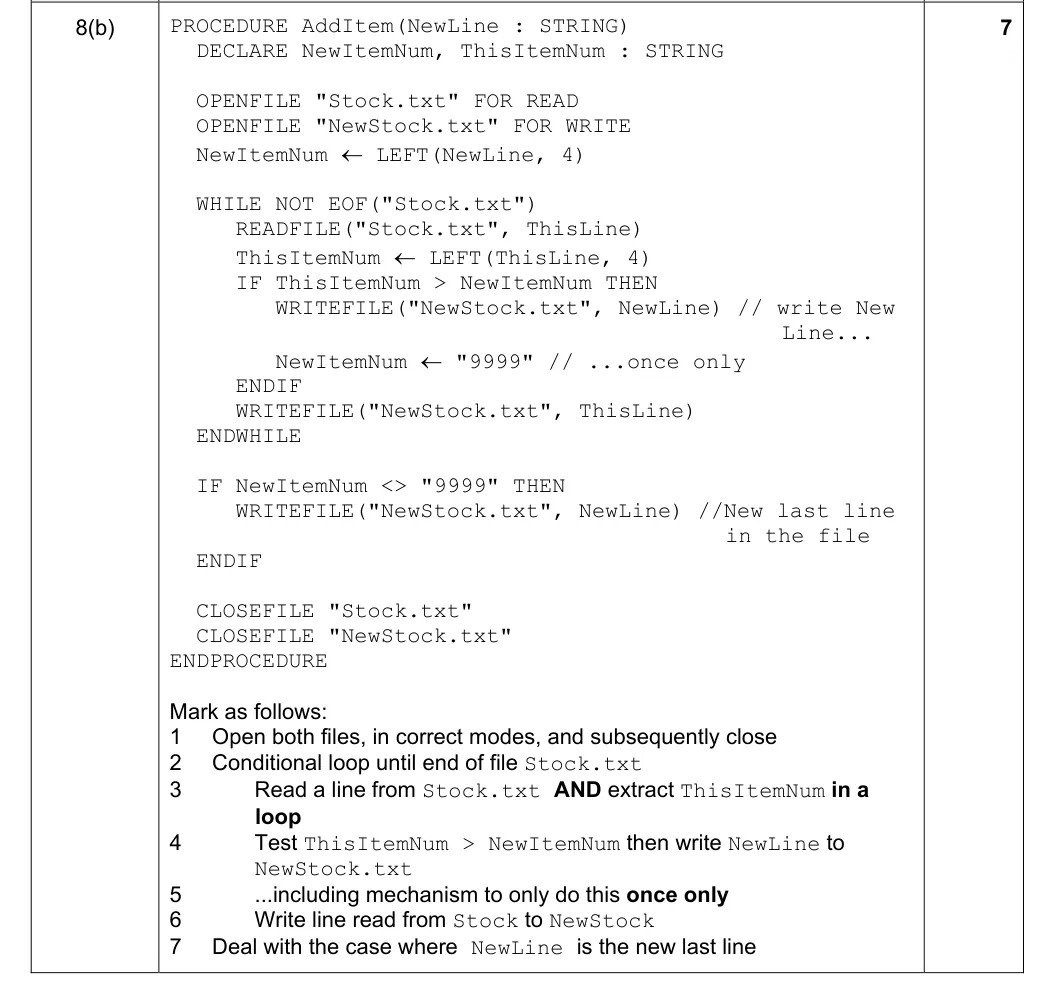 8(b)
PROCEDURE AddItem(NewLine : STRING)
7
DECLARE NewItemNum, ThisItemNum : STRING
OPENFILE "Stock.txt" FOR READ
OPENFILE "NewStock.txt" FOR WRITE
NewItemNum ← LEFT(NewLine, 4)
WHILE NOT EOF("Stock.txt")
READFILE("Stock.txt", ThisLine)
ThisItemNum ← LEFT(ThisLine, 4)
IF ThisItemNum > NewItemNum THEN
WRITEFILE("NewStock.txt", NewLine) // write New
Line...
NewItemNum ← "9999" // ...once only
ENDIF
WRITEFILE("NewStock.txt", ThisLine)
ENDWHILE
IF NewItemNum <> "9999" THEN
WRITEFILE("NewStock.txt", NewLine) //New last line
in the file
ENDIF
CLOSEFILE "Stock.txt"
CLOSEFILE "NewStock.txt"
ENDPROCEDURE
Mark as follows:
1 Open both files, in correct modes, and subsequently close
2 Conditional loop until end of file Stock.txt
3 Read a line from Stock.txt AND extract ThisItemNum in a
loop
4 Test ThisItemNum > NewItemNum then write NewLine to
NewStock.txt
5 ...including mechanism to only do this once only
6 Write line read from Stock to NewStock
7 Deal with the case where NewLine is the new last line